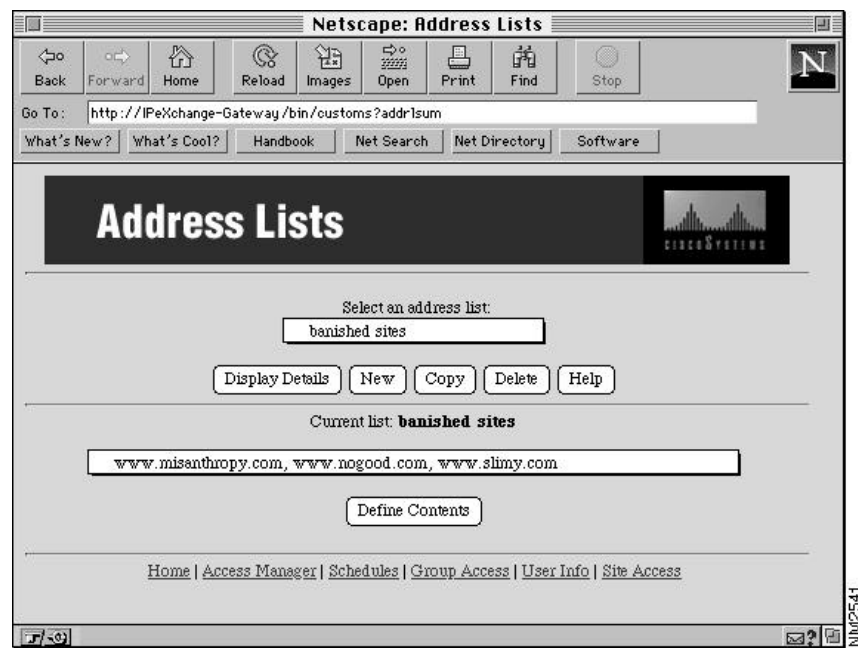 Netscape: Address Lists
Back Forward Home Reload Images Open Print Find Stop
N
Go To: http://IPeXchange-Gateway/bin/customs?addrlsum
What's New? What's Cool? Handbook Net Search Net Directory Software
Address Lists
CISCO SYSTEMS
Select an address list:
banished sites
Display Details New Copy Delete Help
Current list: banished sites
www.misanthropy.com, www.nogood.com, www.slimy.com
Define Contents
Home | Access Manager | Schedules | Group Access | User Info | Site Access
NM2541